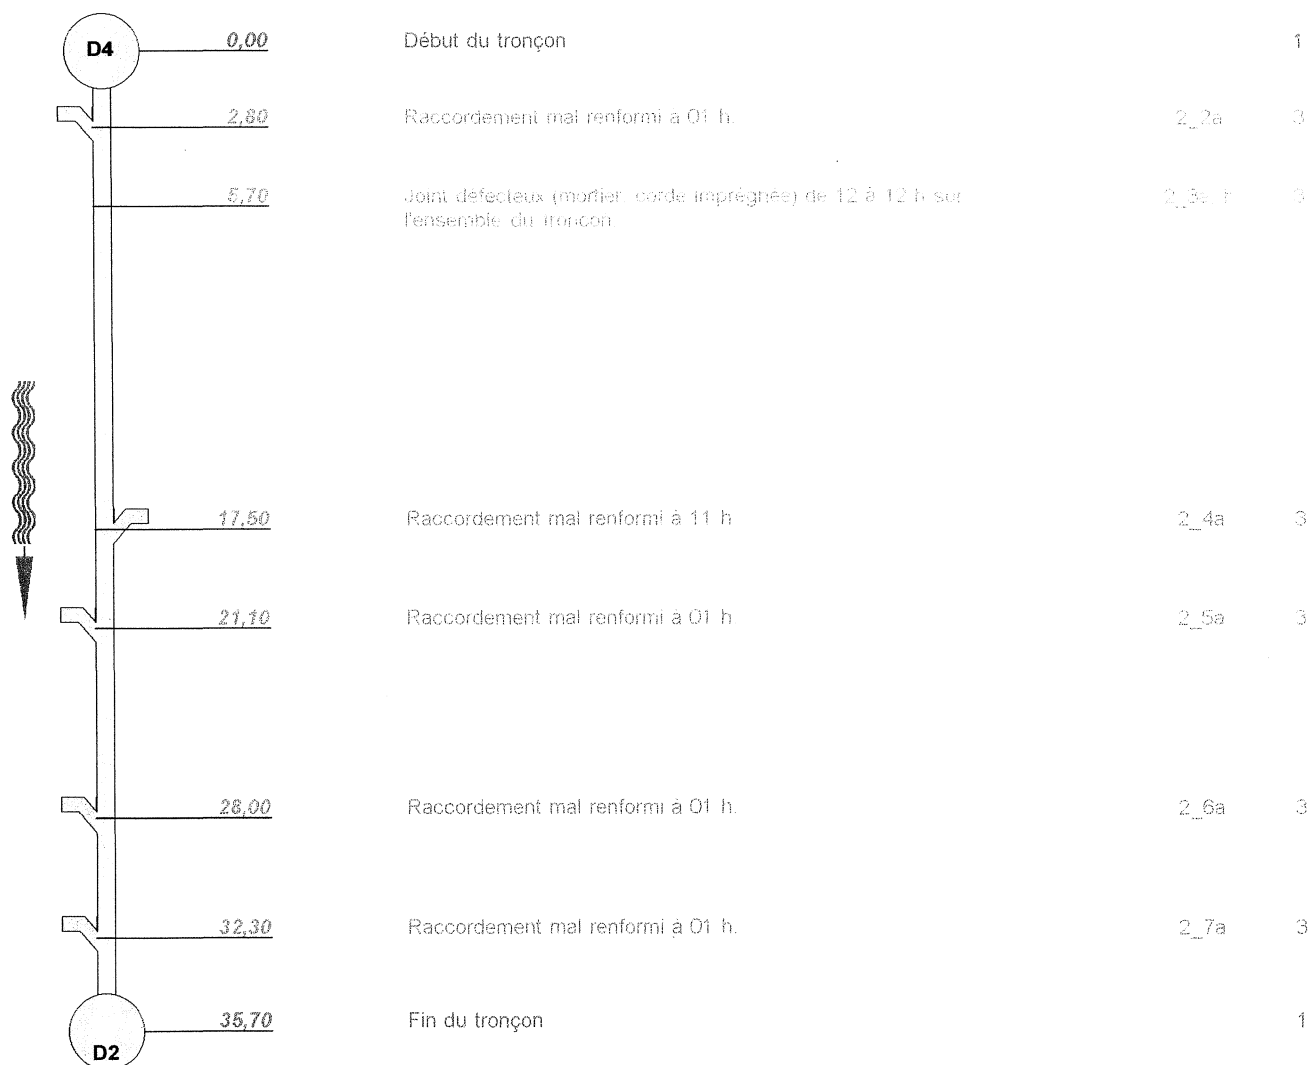 D4 0,00 Début du tronçon 1
2,80 Raccordement mal renformi à 01 h. 2_2a 3
5,70 Joint défecteux (mortier, corde imprégnée) de 12 à 12 h sur 3
l'ensemble du tronçon
17,50 Raccordement mal renformi à 11 h 2_4a 3
21,10 Raccordement mal renformi à 01 h 2_5a 3
28,00 Raccordement mal renformi à 01 h. 2_6a 3
32,30 Raccordement mal renformi à 01 h. 2_7a 3
35,70 Fin du tronçon 1
D2